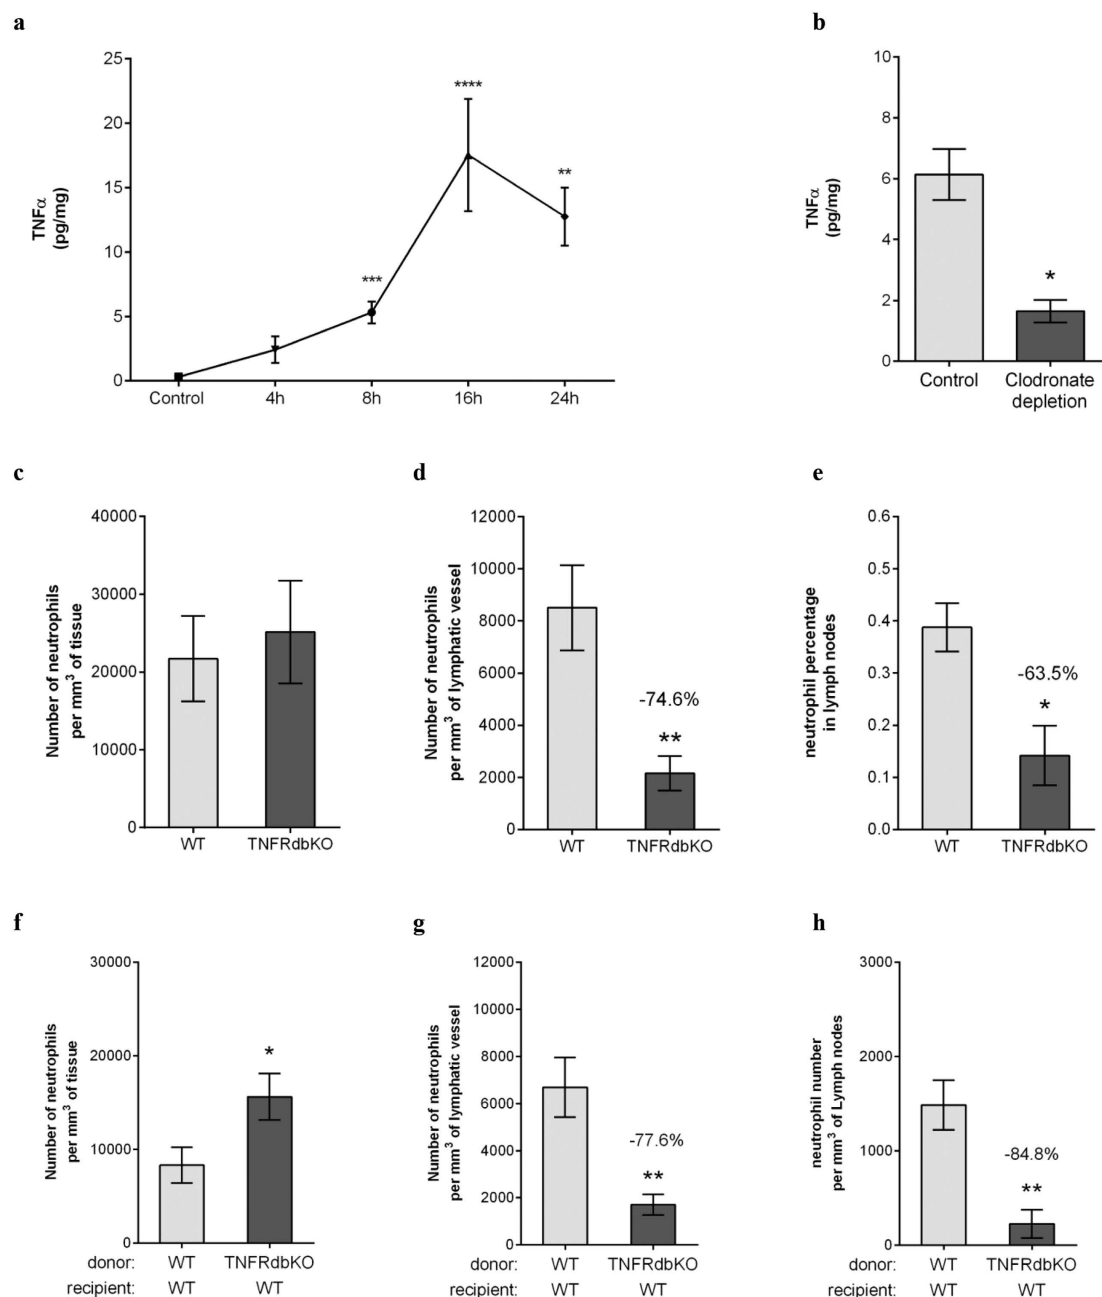 a
TNFα
(pg/mg)
25
20
15
10
5
0
***
****
**
Control 4h 8h 16h 24h
b
TNFα
(pg/mg)
10
8
6
4
2
0
*
Control Clodronate
depletion
c
Number of neutrophils
per mm³ of tissue
40000
30000
20000
10000
0
WT TNFRdbKO
d
Number of neutrophils
per mm³ of lymphatic vessel
12000
10000
8000
6000
4000
2000
0
-74.6%
**
WT TNFRdbKO
e
neutrophil percentage
in lymph nodes
0.6
0.5
0.4
0.3
0.2
0.1
0.0
-63.5%
*
WT TNFRdbKO
f
Number of neutrophils
per mm³ of tissue
30000
20000
10000
0
*
donor: WT TNFRdbKO
recipient: WT WT
g
Number of neutrophils
per mm³ of lymphatic vessel
12000
10000
8000
6000
4000
2000
0
-77.6%
**
donor: WT TNFRdbKO
recipient: WT WT
h
neutrophil number
per mm³ of Lymph nodes
3000
2000
1000
0
-84.8%
**
donor: WT TNFRdbKO
recipient: WT WT